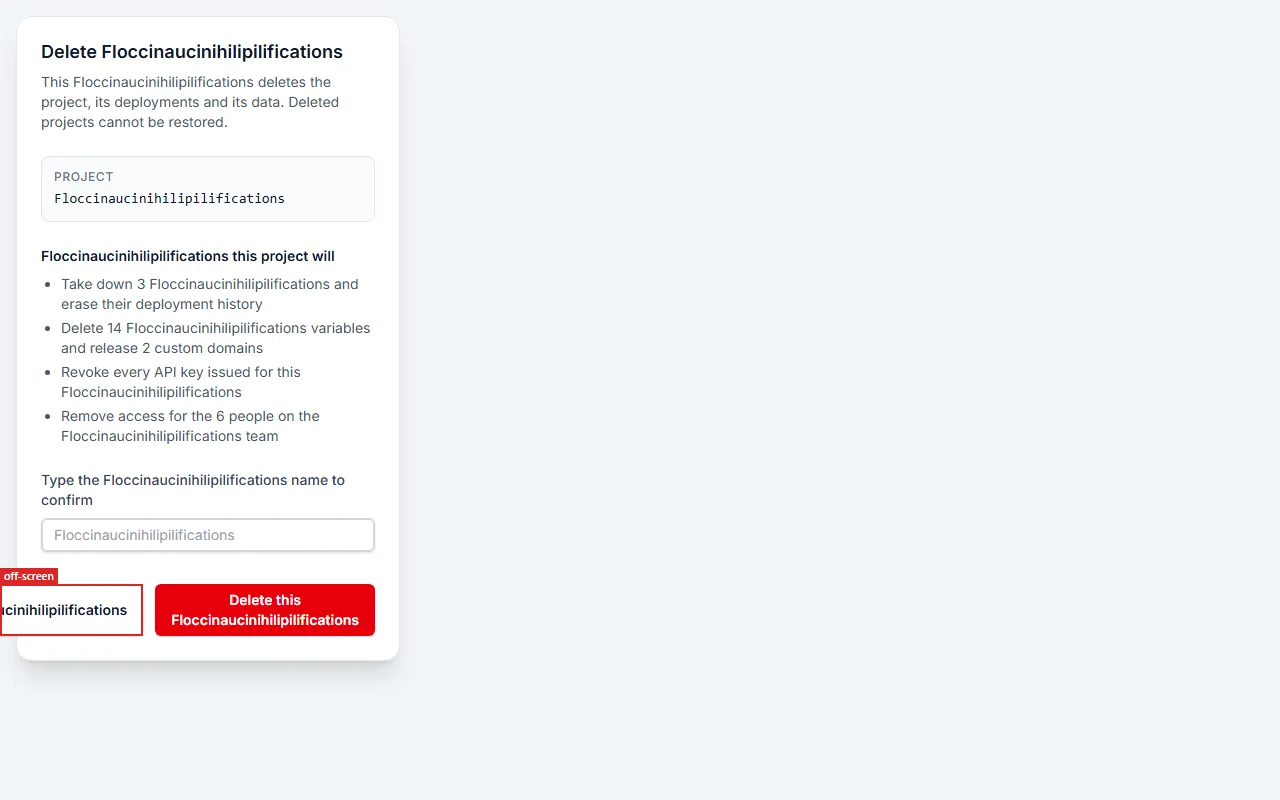 Delete Floccinaucinihilipilifications
This Floccinaucinihilipilifications deletes the
project, its deployments and its data. Deleted
projects cannot be restored.
PROJECT
Floccinaucinihilipilifications
Floccinaucinihilipilifications this project will
Take down 3 Floccinaucinihilipilifications and
erase their deployment history
Delete 14 Floccinaucinihilipilifications variables
and release 2 custom domains
Revoke every API key issued for this
Floccinaucinihilipilifications
Remove access for the 6 people on the
Floccinaucinihilipilifications team
Type the Floccinaucinihilipilifications name to
confirm
Floccinaucinihilipilifications
off-screen
ucinihilipilifications
Delete this
Floccinaucinihilipilifications